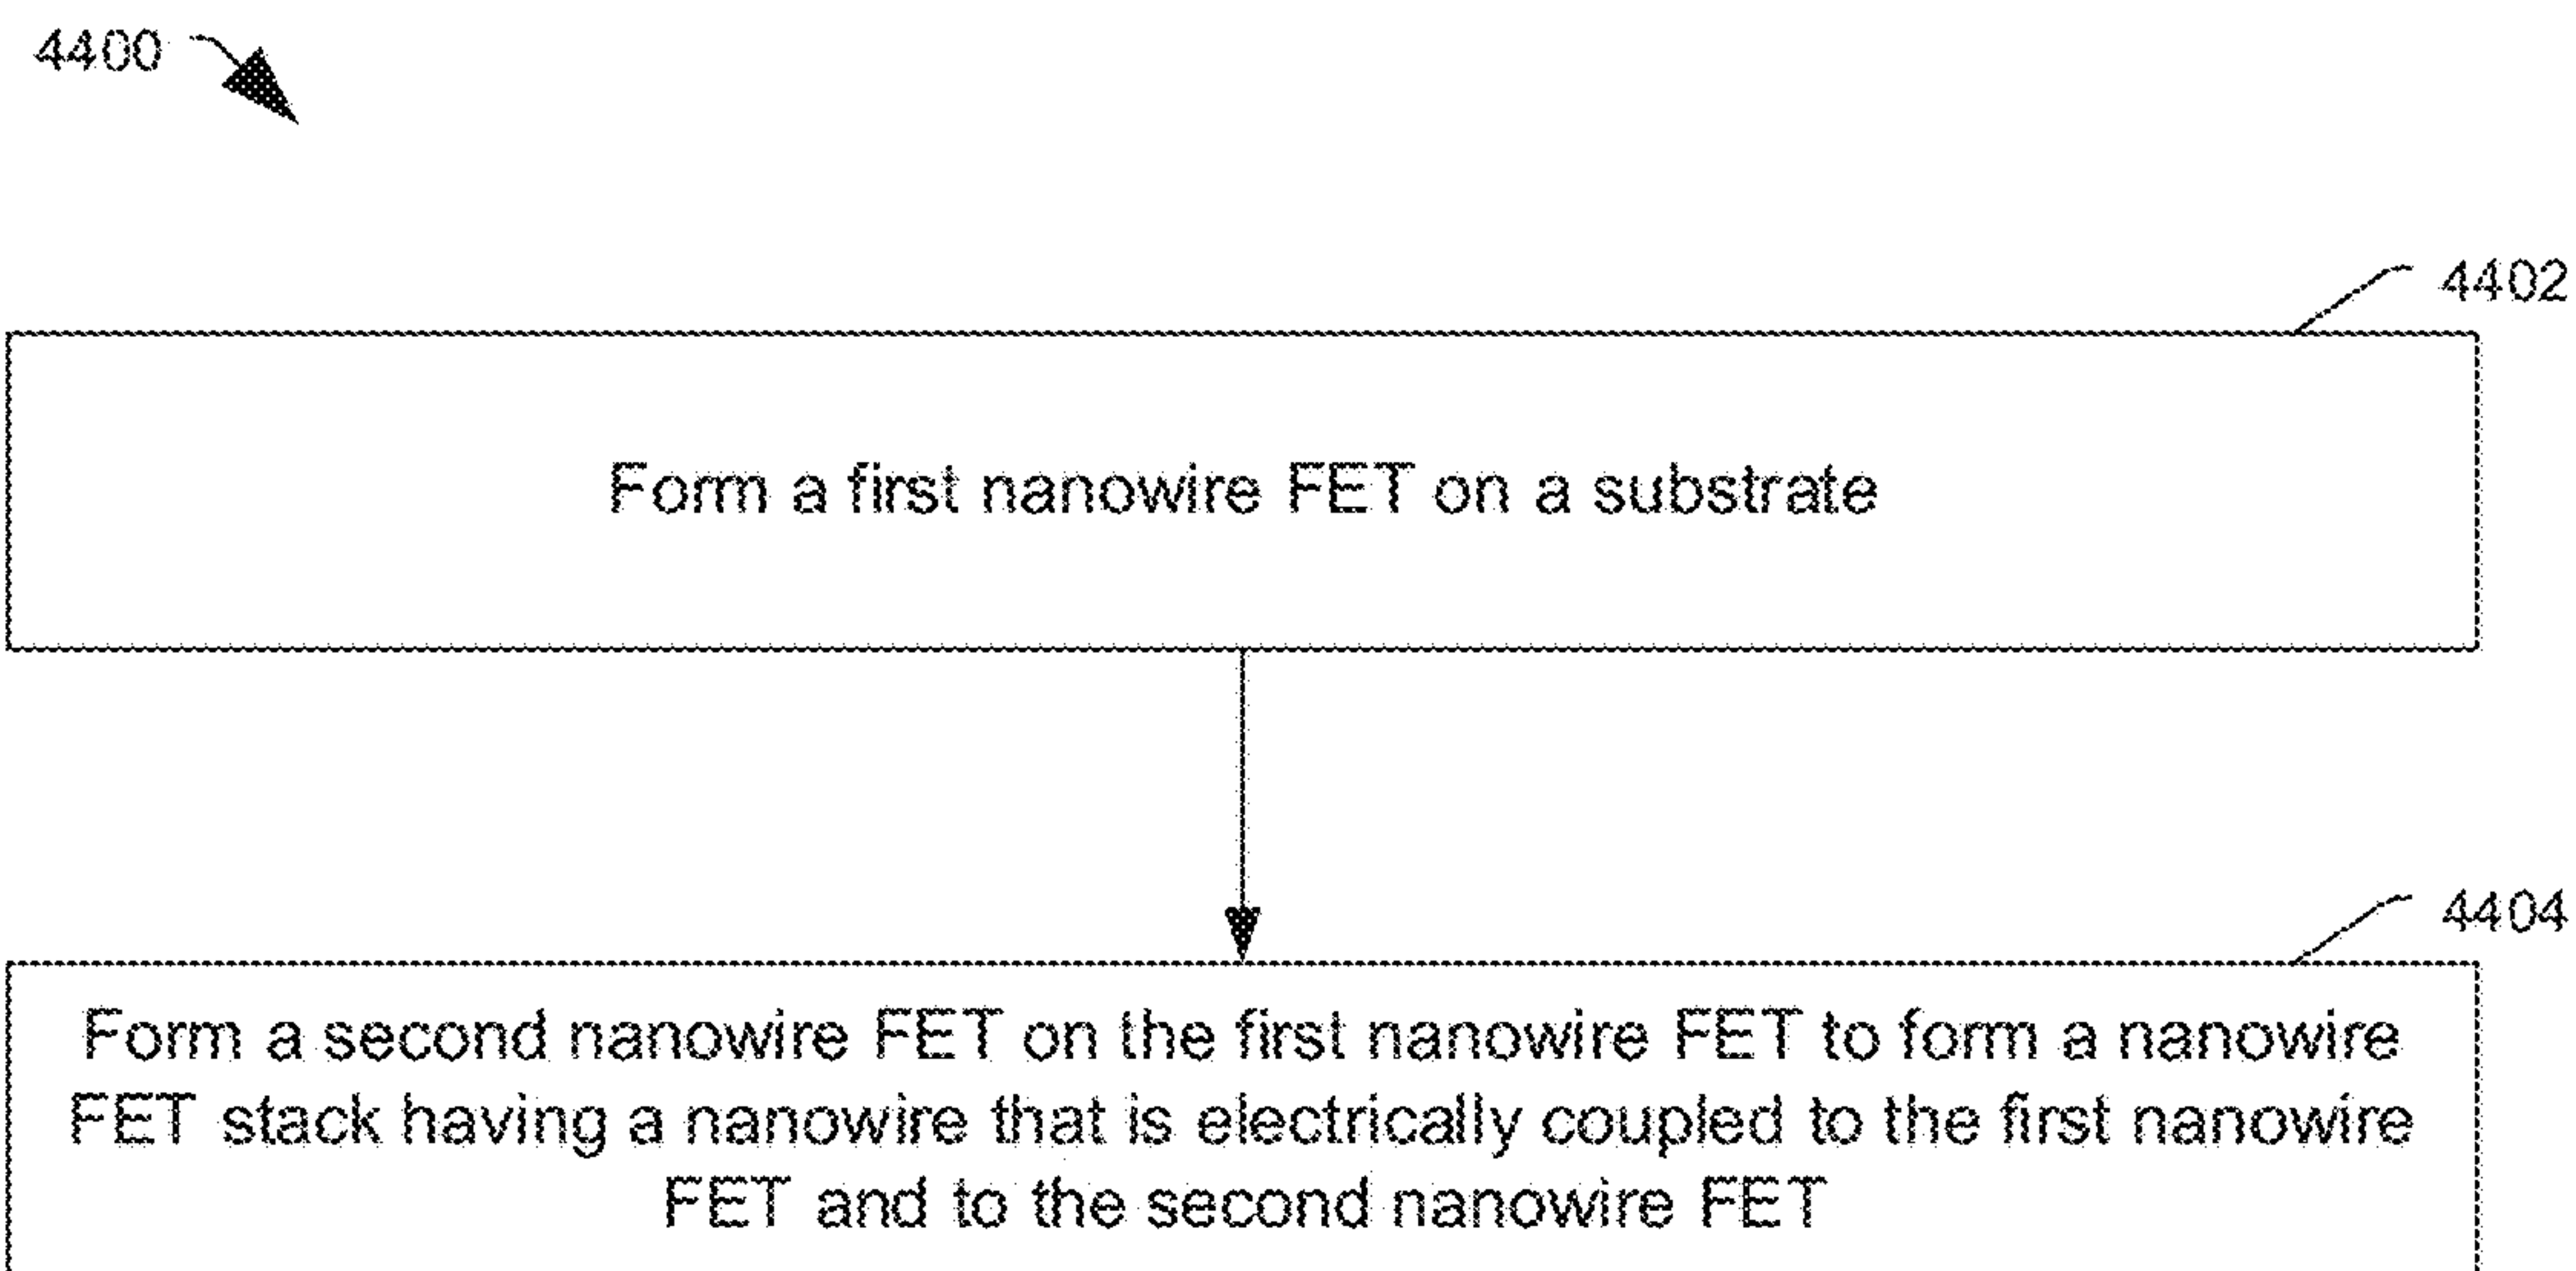 4400
4402
Form a first nanowire FET on a substrate
4404
Form a second nanowire FET on the first nanowire FET to form a nanowire
FET stack having a nanowire that is electrically coupled to the first nanowire
FET and to the second nanowire FET